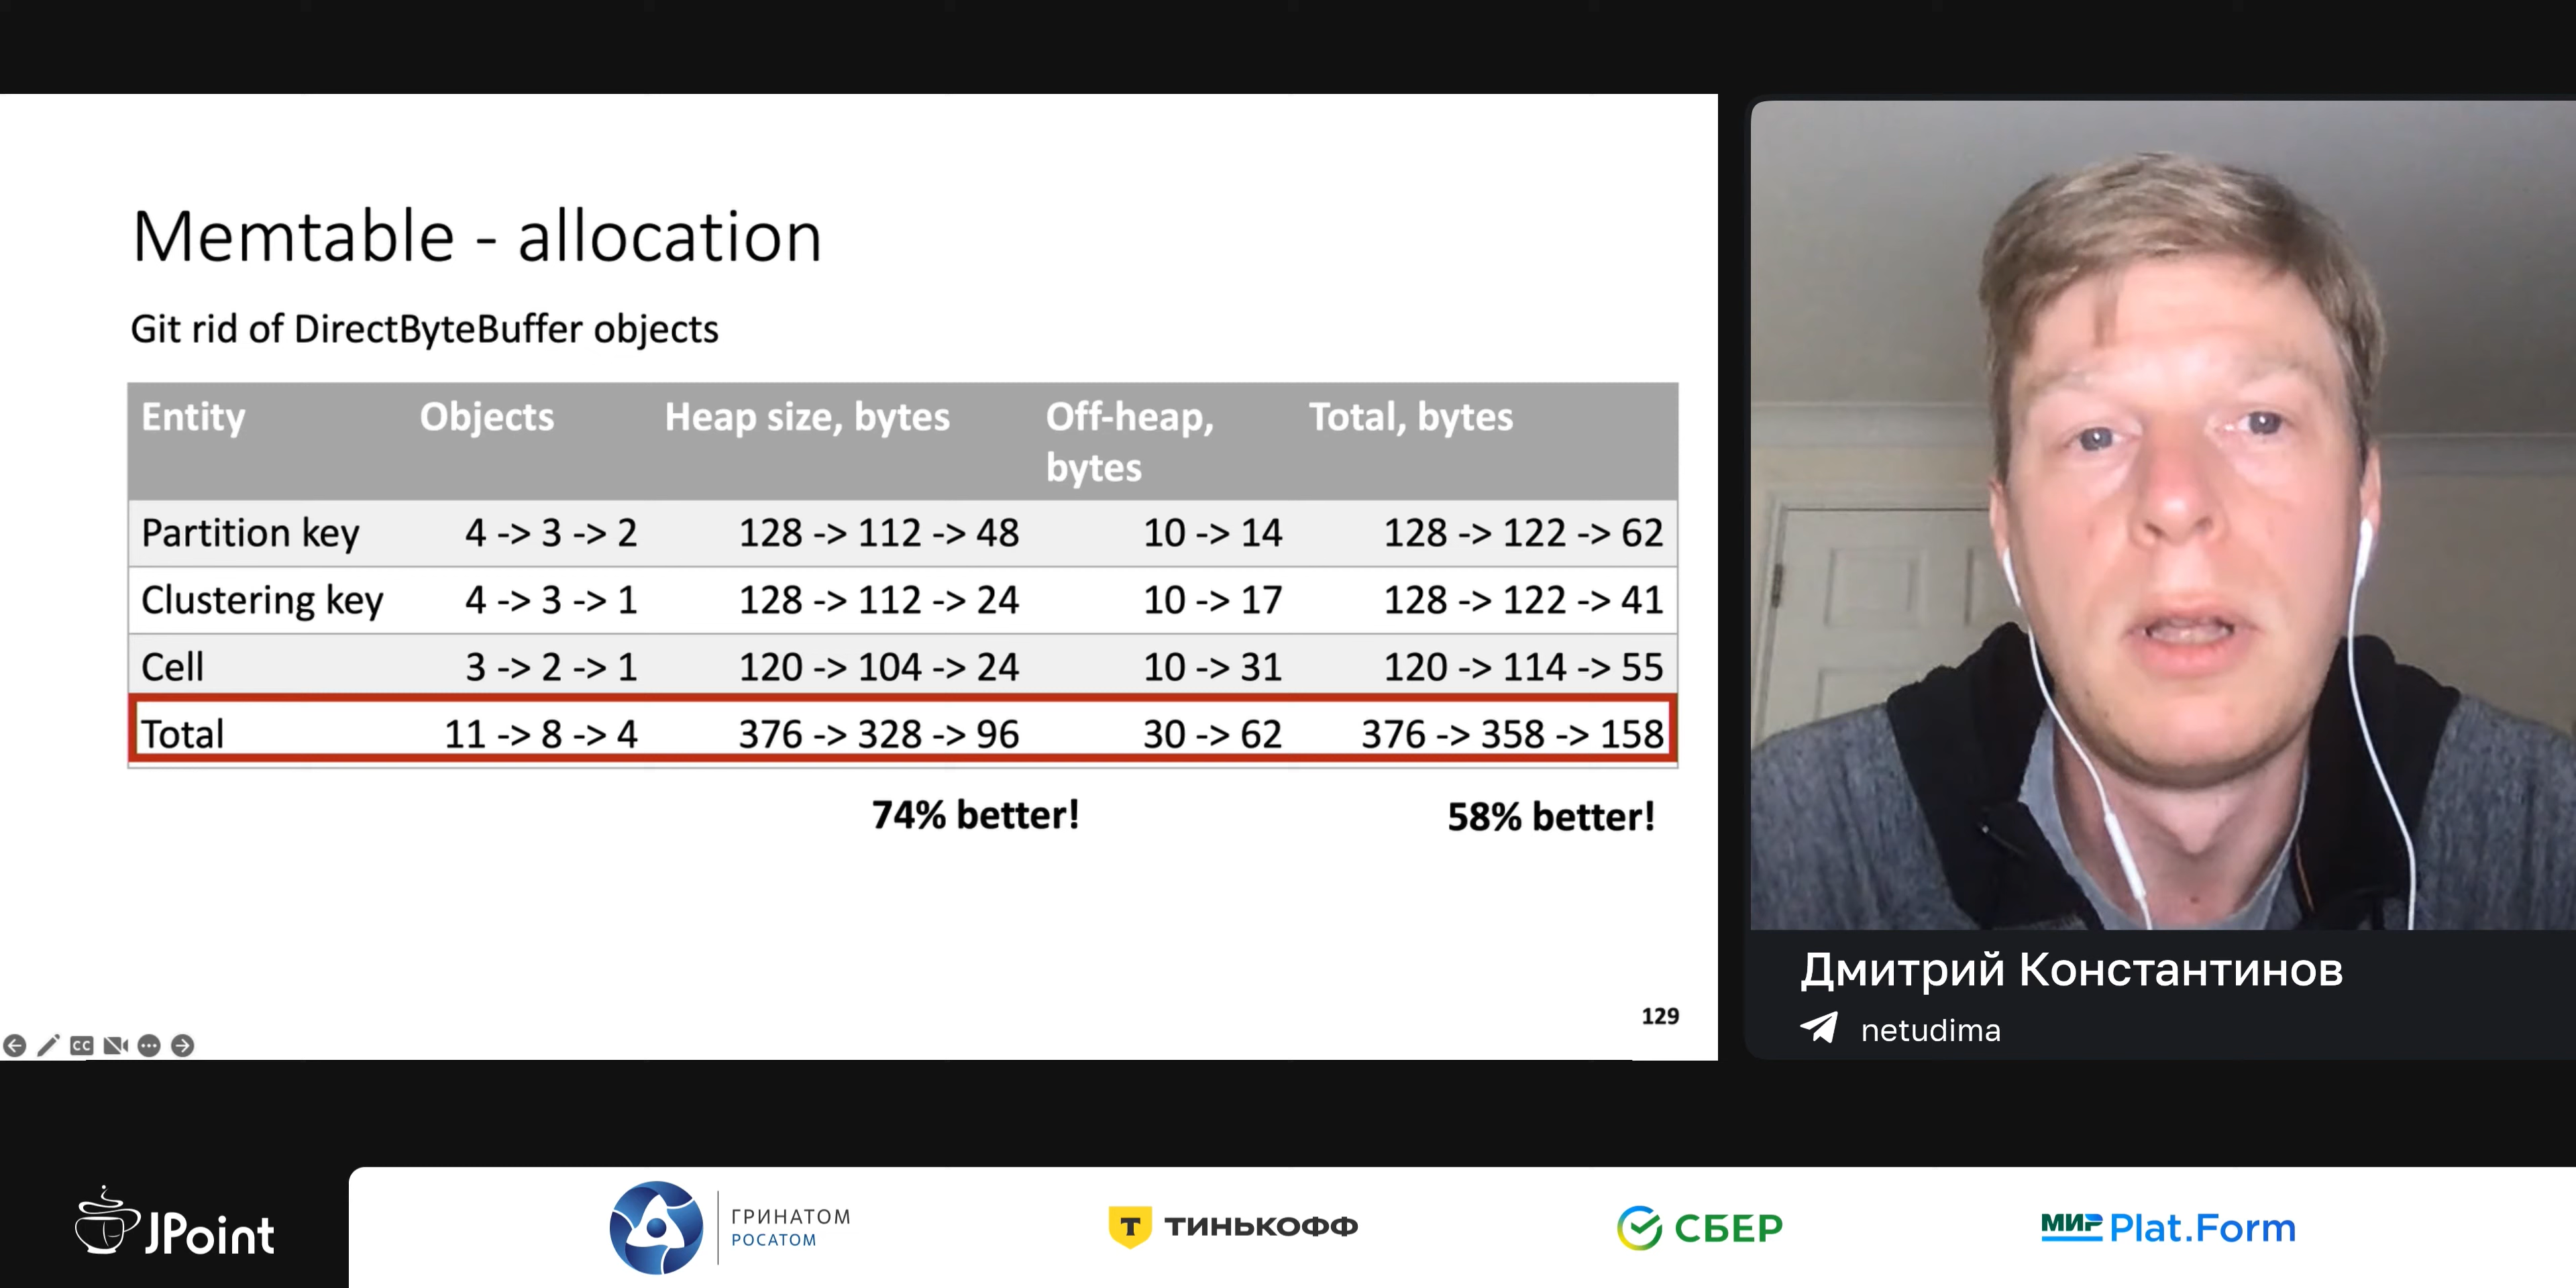 Memtable - allocation
Git rid of DirectByteBuffer objects
Entity Objects Heap size, bytes Off-heap, bytes Total, bytes
Partition key 4 -> 3 -> 2 128 -> 112 -> 48 10 -> 14 128 -> 122 -> 62
Clustering key 4 -> 3 -> 1 128 -> 112 -> 24 10 -> 17 128 -> 122 -> 41
Cell 3 -> 2 -> 1 120 -> 104 -> 24 10 -> 31 120 -> 114 -> 55
Total 11 -> 8 -> 4 376 -> 328 -> 96 30 -> 62 376 -> 358 -> 158
74% better! 58% better!
129
CC
Дмитрий Константинов
netudima
JPoint
ГРИНАТОМ
РОСАТОМ
Т ТИНЬКОФФ
СБЕР
МИР Plat.Form